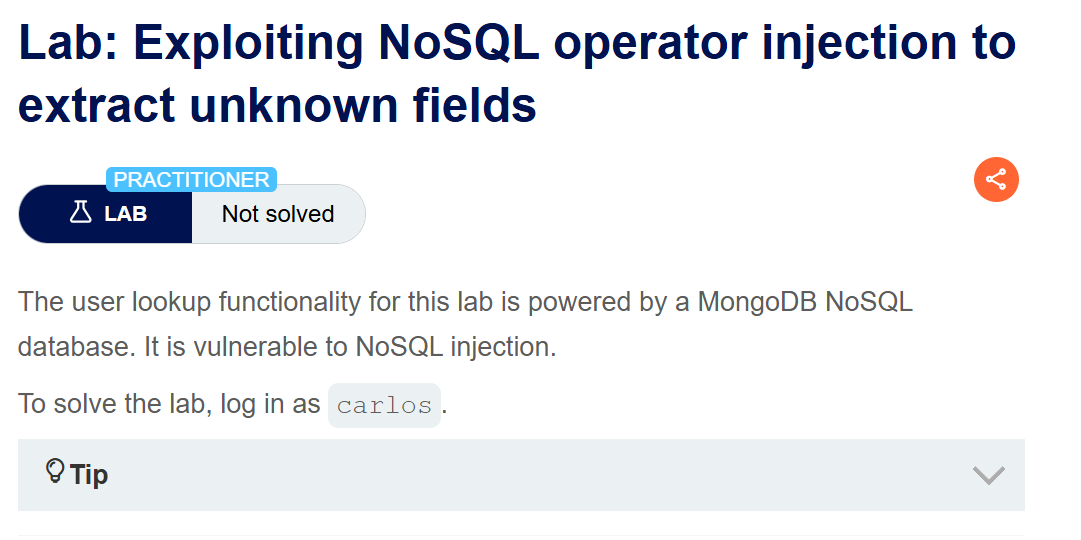 Lab: Exploiting NoSQL operator injection to
extract unknown fields
PRACTITIONER
LAB Not solved
The user lookup functionality for this lab is powered by a MongoDB NoSQL
database. It is vulnerable to NoSQL injection.
To solve the lab, log in as carlos.
Tip